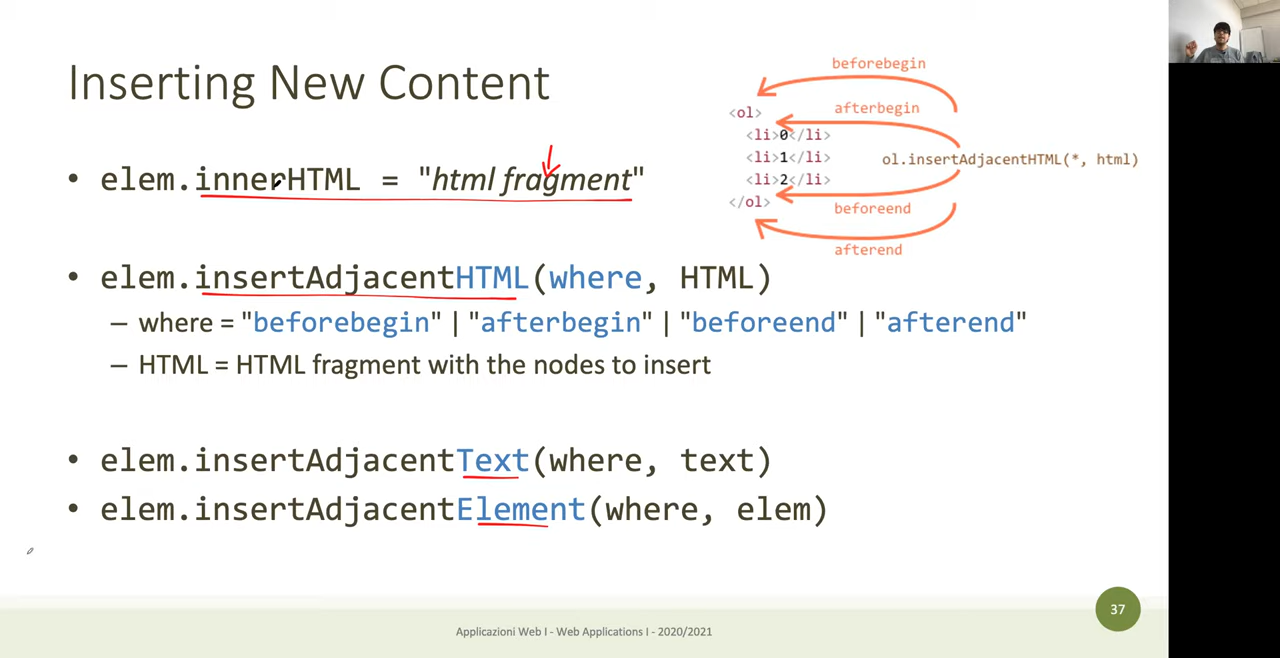 Inserting New Content
• elem.innerHTML = "html fragment"
• elem.insertAdjacentHTML(where, HTML)
– where = "beforebegin" | "afterbegin" | "beforeend" | "afterend"
– HTML = HTML fragment with the nodes to insert
• elem.insertAdjacentText(where, text)
• elem.insertAdjacentElement(where, elem)
beforebegin
<ol>
afterbegin
<li>0</li>
<li>1</li>
ol.insertAdjacentHTML(*, html)
<li>2</li>
</ol>
beforeend
afterend
Applicazioni Web I - Web Applications I - 2020/2021
37